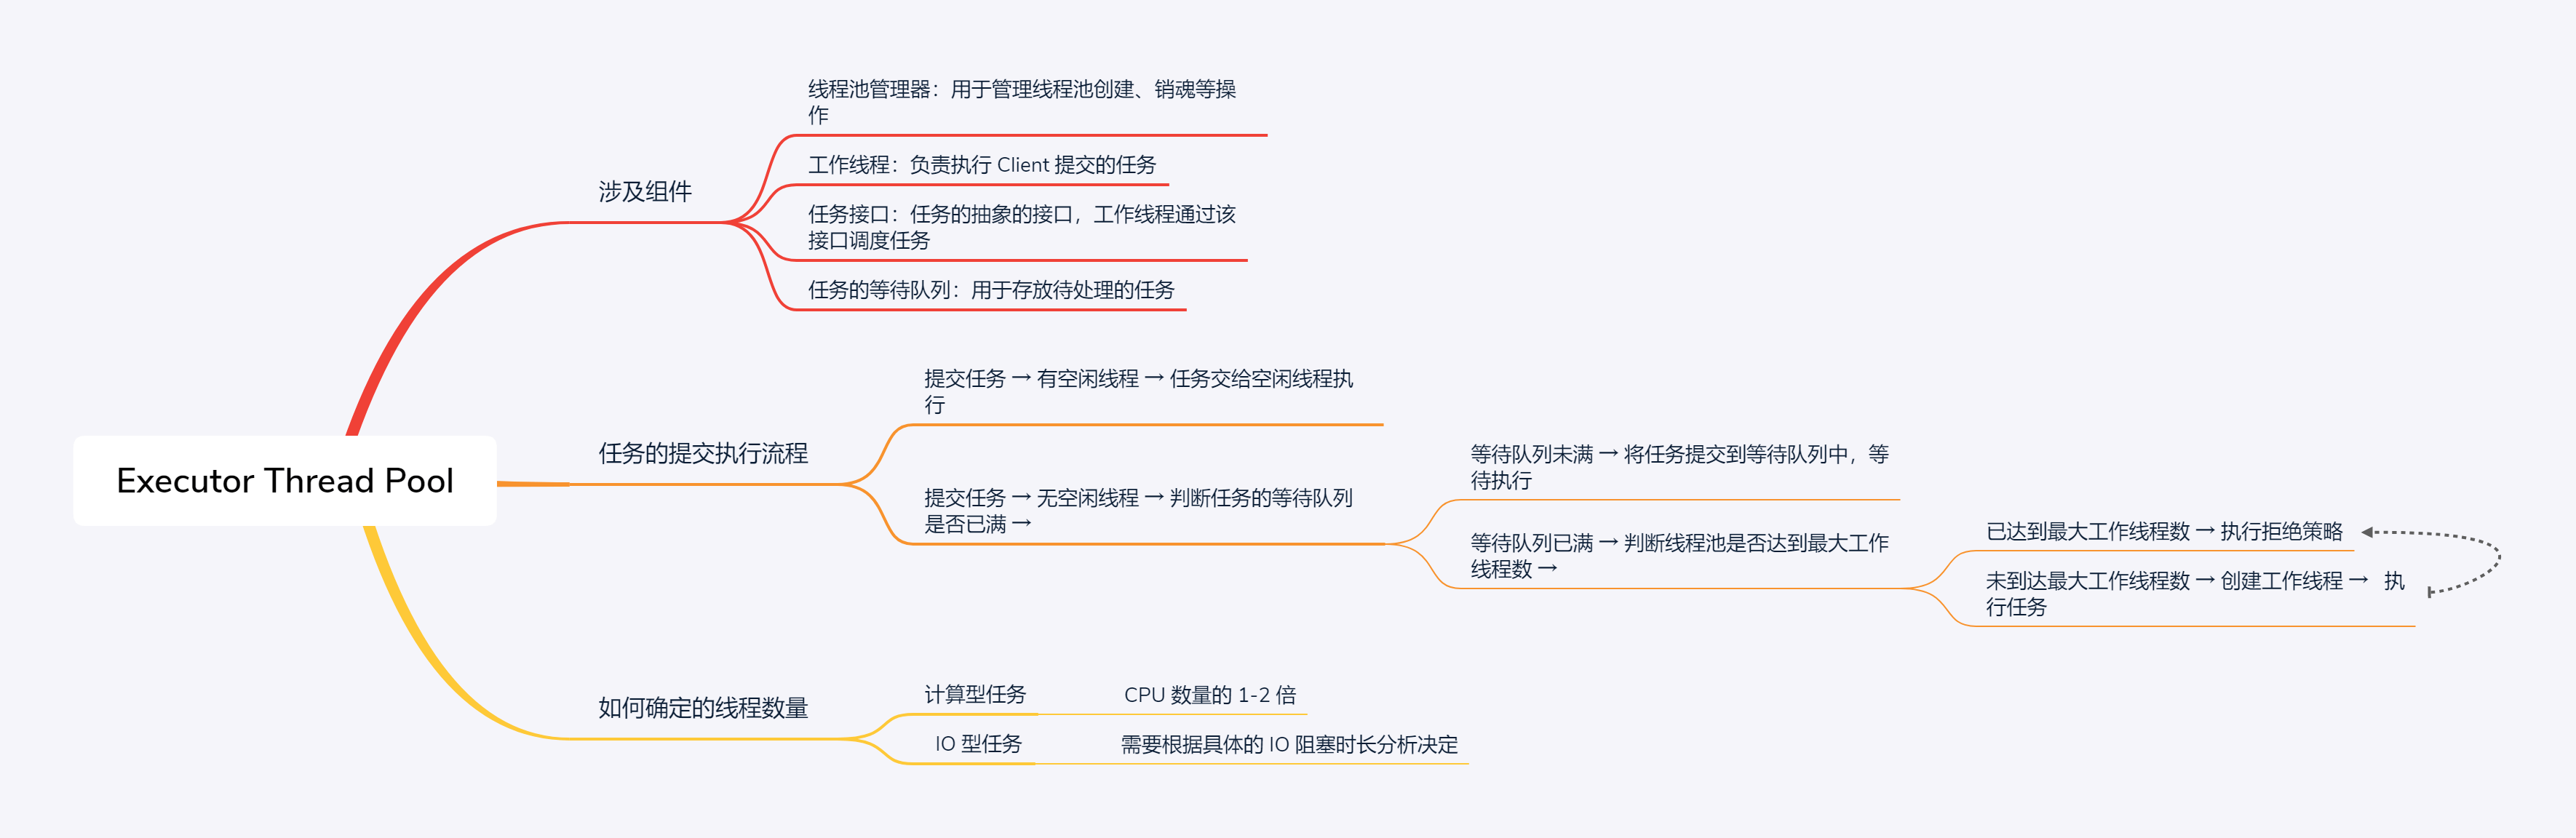 线程池管理器：用于管理线程池创建、销魂等操
作
工作线程：负责执行 Client 提交的任务
涉及组件
任务接口：任务的抽象的接口，工作线程通过该
接口调度任务
任务的等待队列：用于存放待处理的任务
Executor Thread Pool
任务的提交执行流程
提交任务 → 有空闲线程 → 任务交给空闲线程执
行
提交任务 → 无空闲线程 → 判断任务的等待队列
是否已满 →
等待队列未满 → 将任务提交到等待队列中，等
待执行
等待队列已满 → 判断线程池是否达到最大工作
线程数 →
已达到最大工作线程数 → 执行拒绝策略
未到达最大工作线程数 → 创建工作线程 → 执
行任务
如何确定的线程数量
计算型任务
CPU 数量的 1-2 倍
IO 型任务
需要根据具体的 IO 阻塞时长分析决定